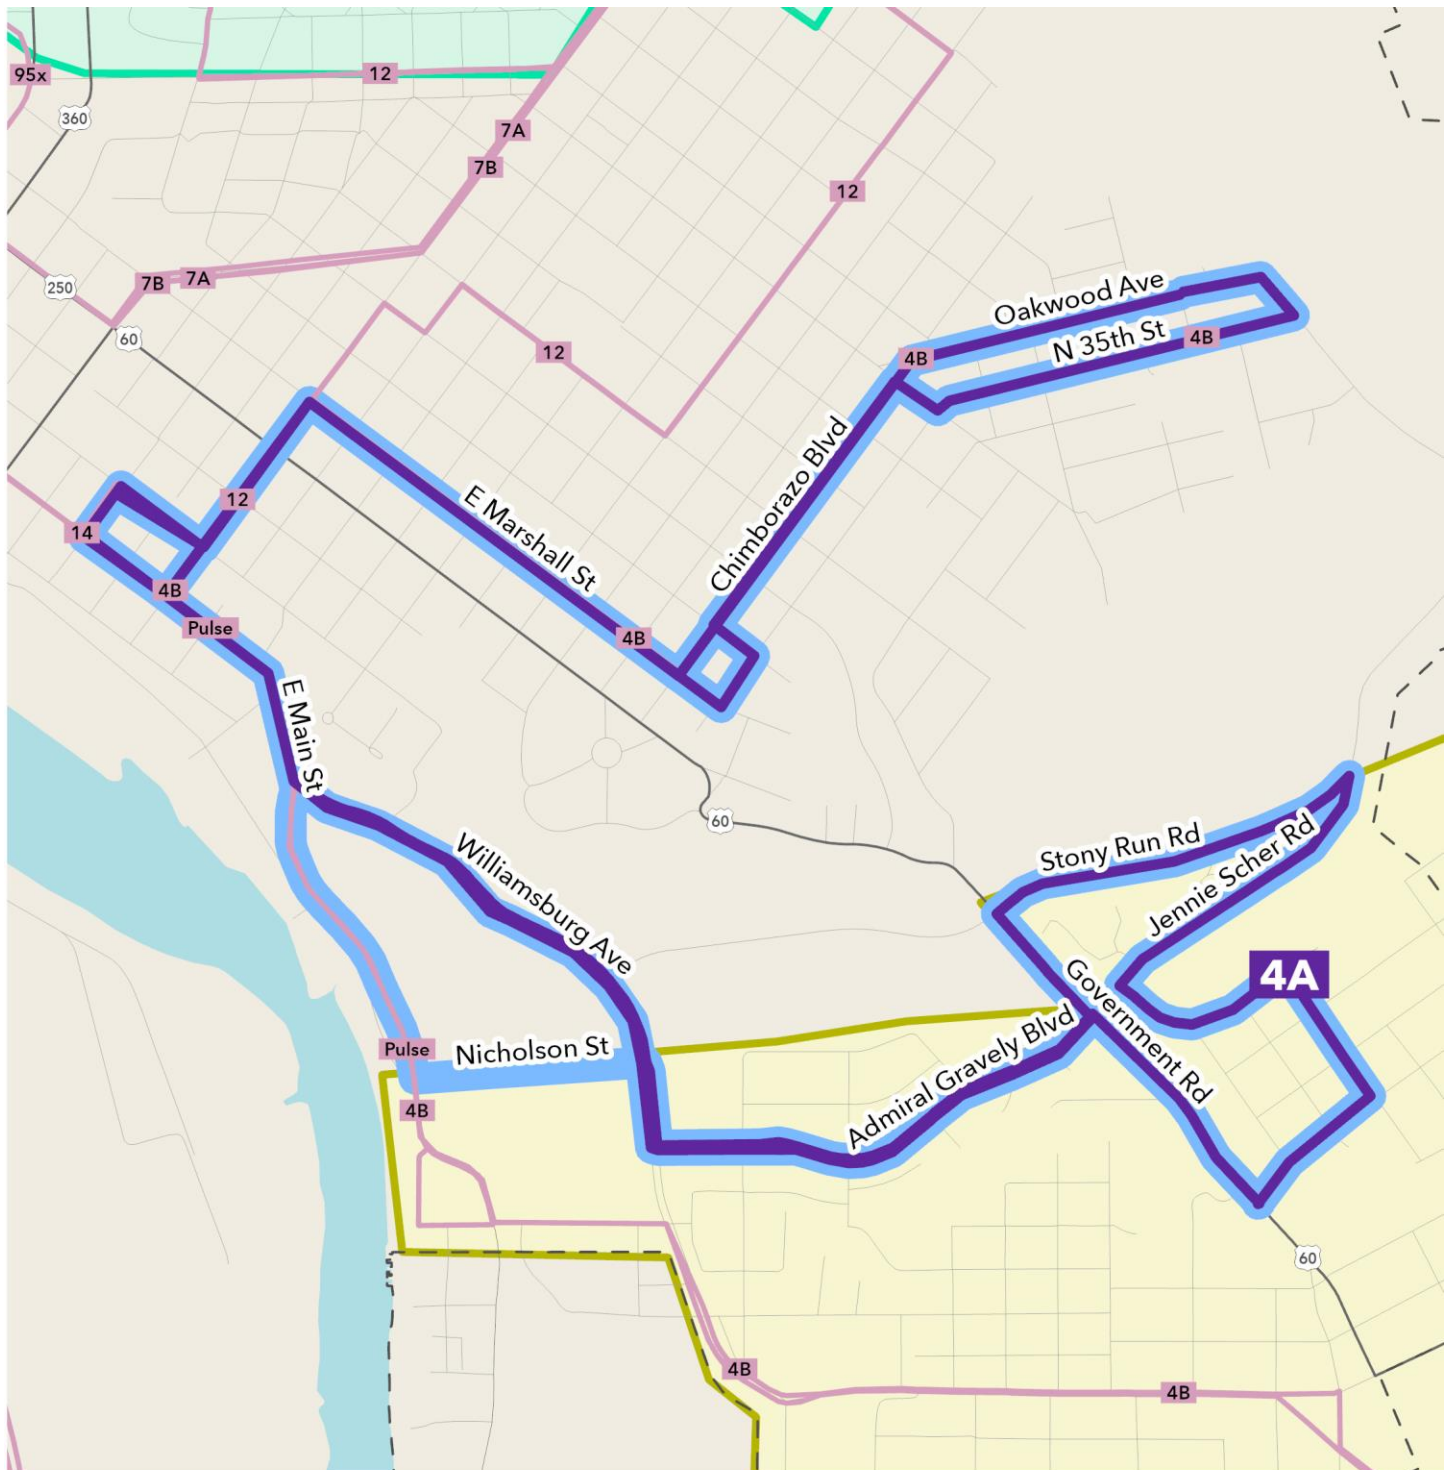 95x
12
360
7A
7B
12
250
7B
7A
60
12
Oakwood Ave
N 35th St
4B
4B
Chimborazo Blvd
12
E Marshall St
14
4B
Pulse
4B
E Main St
60
Williamsburg Ave
Stony Run Rd
Jennie Scher Rd
4A
Government Rd
Admiral Gravely Blvd
Pulse
Nicholson St
4B
60
4B
4B